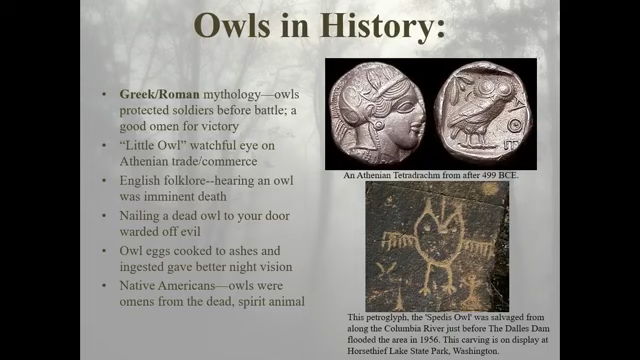 Owls in History:
• Greek/Roman mythology—owls
protected soldiers before battle; a
good omen for victory
• “Little Owl” watchful eye on
Athenian trade/commerce
• English folklore--hearing an owl
was imminent death
• Nailing a dead owl to your door
warded off evil
• Owl eggs cooked to ashes and
ingested gave better night vision
• Native Americans—owls were
omens from the dead, spirit animal
An Athenian Tetradrachm from after 499 BCE.
This petroglyph, the 'Spedis Owl' was salvaged from
along the Columbia River just before The Dalles Dam
flooded the area in 1956. This carving is on display at
Horsethief Lake State Park, Washington.